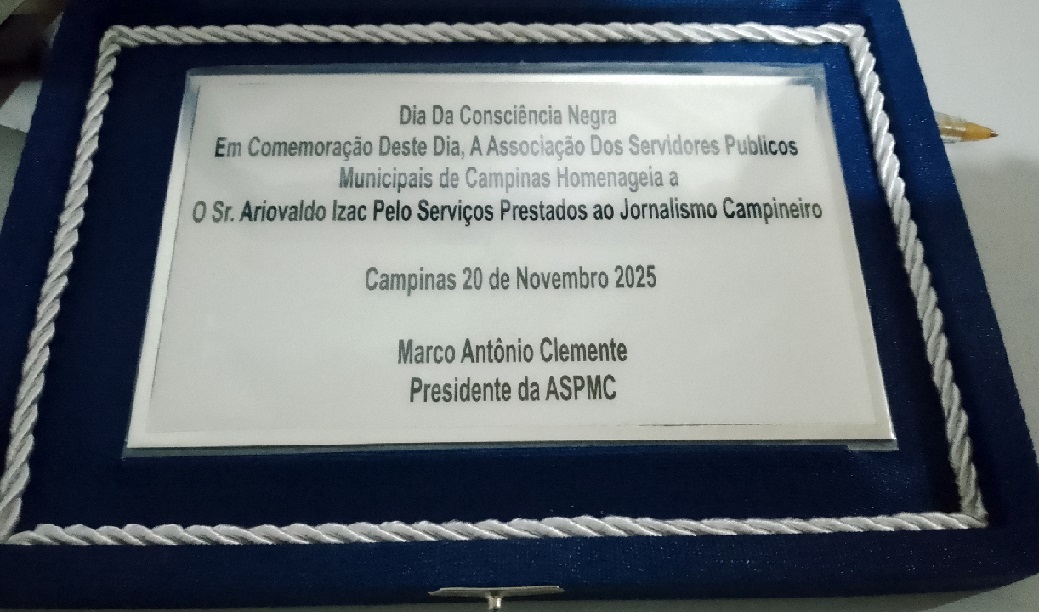 Dia Da Consciência Negra
Em Comemoração Deste Dia, A Associação Dos Servidores Publicos
Municipais de Campinas Homenageia a
O Sr. Ariovaldo Izac Pelo Serviços Prestados ao Jornalismo Campineiro
Campinas 20 de Novembro 2025
Marco Antônio Clemente
Presidente da ASPMC